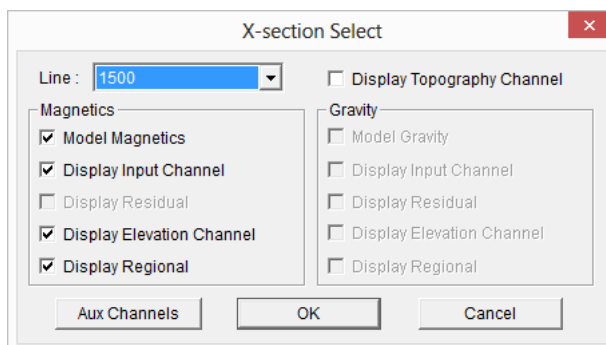 X-section Select
Line : 1500
Display Topography Channel
Magnetics
Model Magnetics
Display Input Channel
Display Residual
Display Elevation Channel
Display Regional
Gravity
Model Gravity
Display Input Channel
Display Residual
Display Elevation Channel
Display Regional
Aux Channels
OK
Cancel